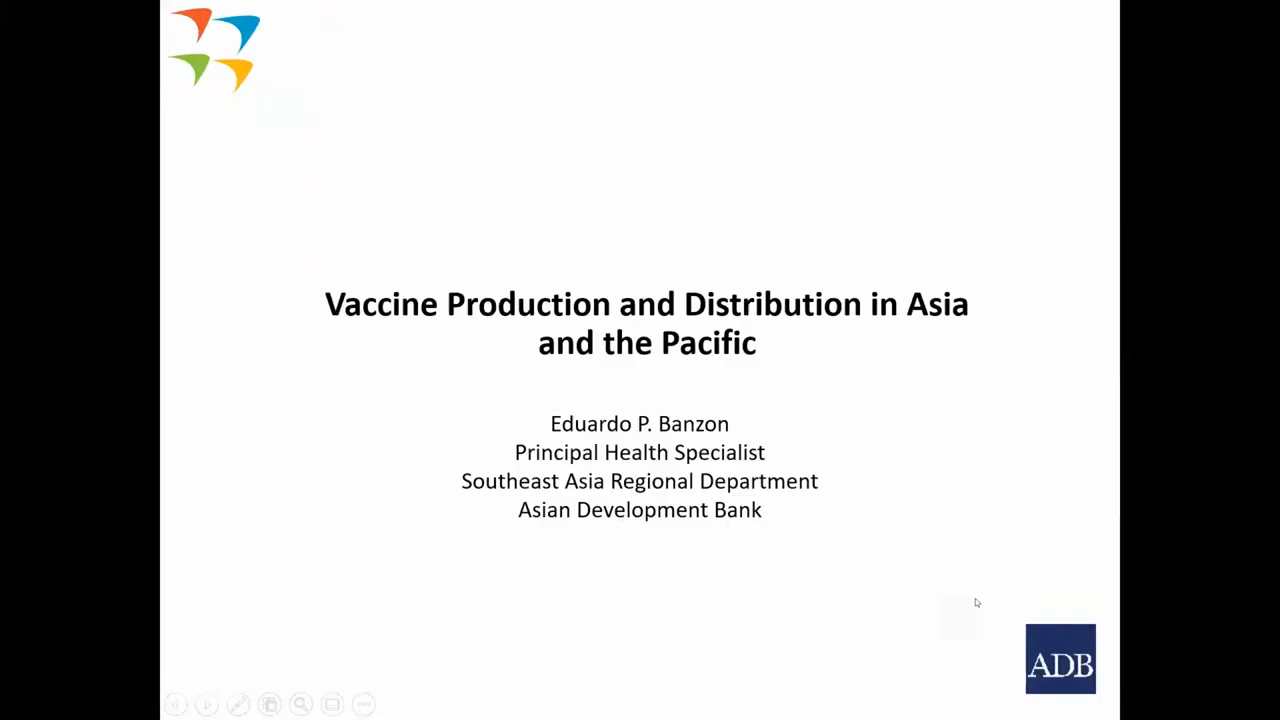 Vaccine Production and Distribution in Asia
and the Pacific
Eduardo P. Banzon
Principal Health Specialist
Southeast Asia Regional Department
Asian Development Bank
ADB